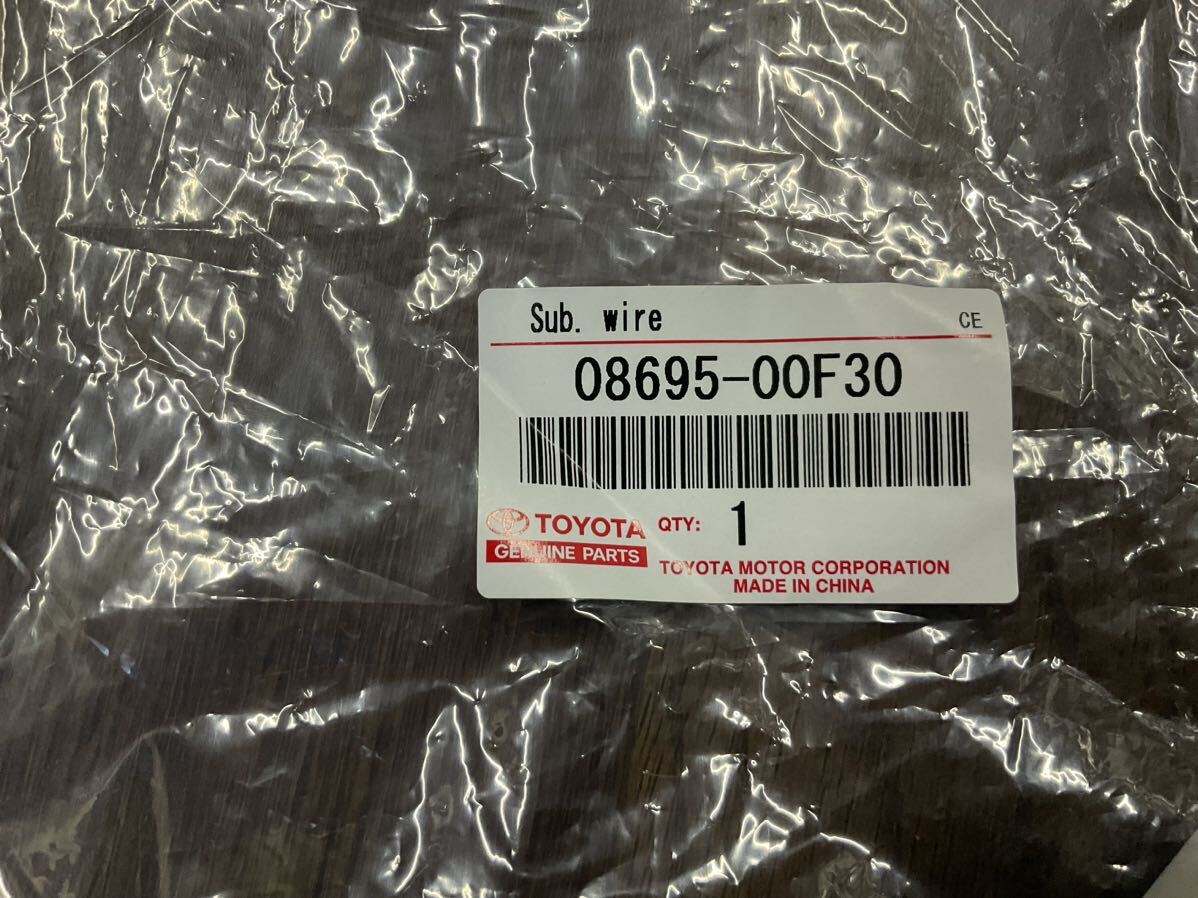 Sub. wire
CE
08695-00F30
TOYOTA
GENUINE PARTS
QTY: 1
TOYOTA MOTOR CORPORATION
MADE IN CHINA